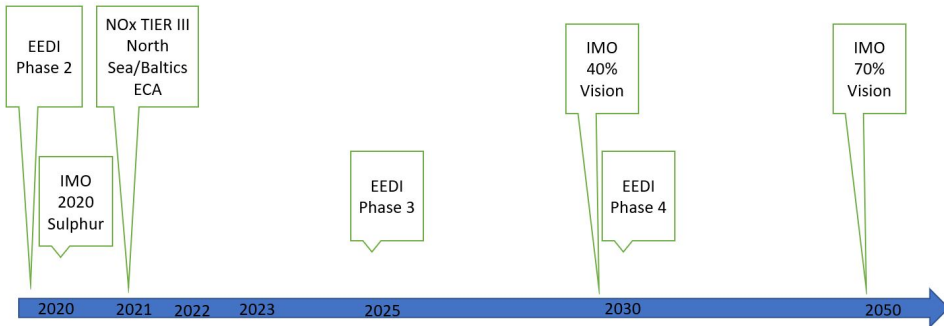 EEDI
Phase 2
NOx TIER III
North
Sea/Baltics
ECA
IMO
40%
Vision
IMO
70%
Vision
IMO
2020
Sulphur
EEDI
Phase 3
EEDI
Phase 4
2020
2021
2022
2023
2025
2030
2050